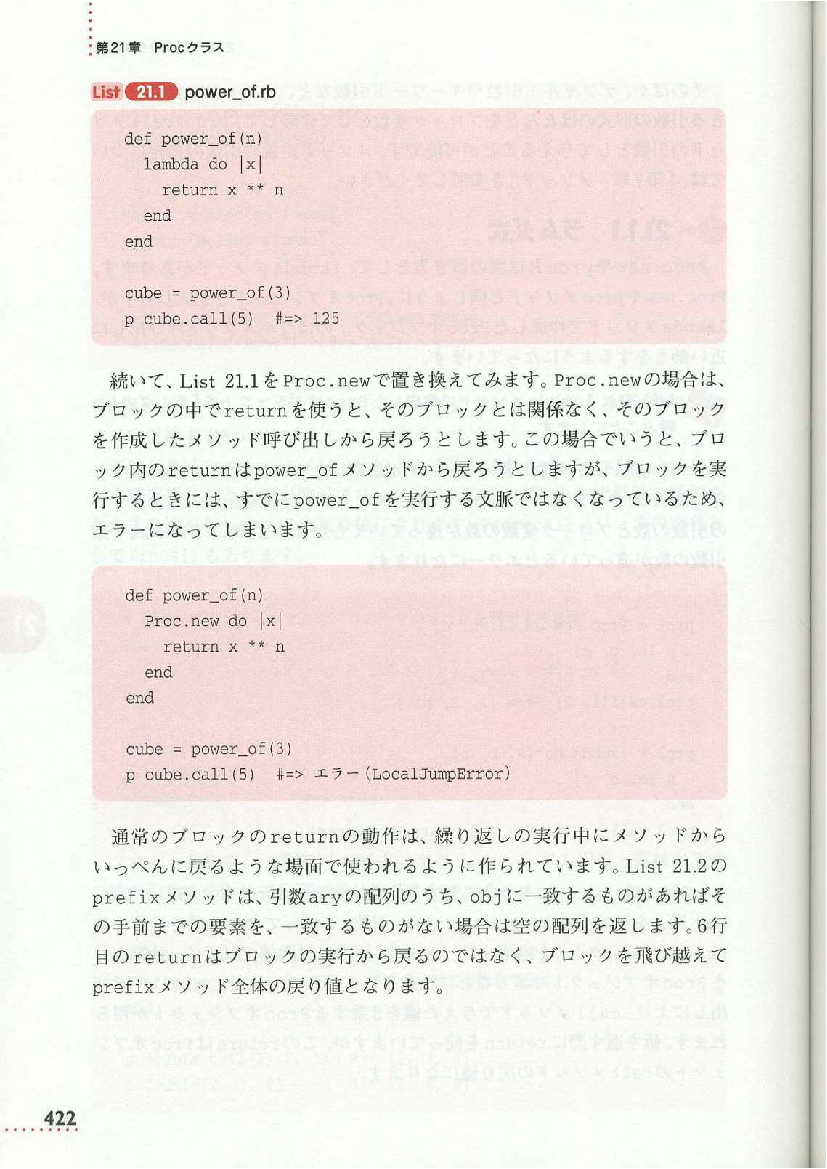 第21章 Procクラス
List 21.1 power_of.rb
def power_of(n)
  lambda do |x|
    return x ** n
  end
end
cube = power_of(3)
p cube.call(5)  #=> 125
続いて、List 21.1をProc.newで置き換えてみます。Proc.newの場合は、
ブロックの中でreturnを使うと、そのブロックとは関係なく、そのブロック
を作成したメソッド呼び出しから戻ろうとします。この場合でいうと、ブロ
ック内のreturnはpower_ofメソッドから戻ろうとしますが、ブロックを実
行するときには、すでにpower_ofを実行する文脈ではなくなっているため、
エラーになってしまいます。
def power_of(n)
  Proc.new do |x|
    return x ** n
  end
end
cube = power_of(3)
p cube.call(5)  #=> エラー(LocalJumpError)
通常のブロックのreturnの動作は、繰り返しの実行中にメソッドから
いっぺんに戻るような場面で使われるように作られています。List 21.2の
prefixメソッドは、引数aryの配列のうち、objに一致するものがあればそ
の手前までの要素を、一致するものがない場合は空の配列を返します。6行
目のreturnはブロックの実行から戻るのではなく、ブロックを飛び越えて
prefixメソッド全体の戻り値となります。
422